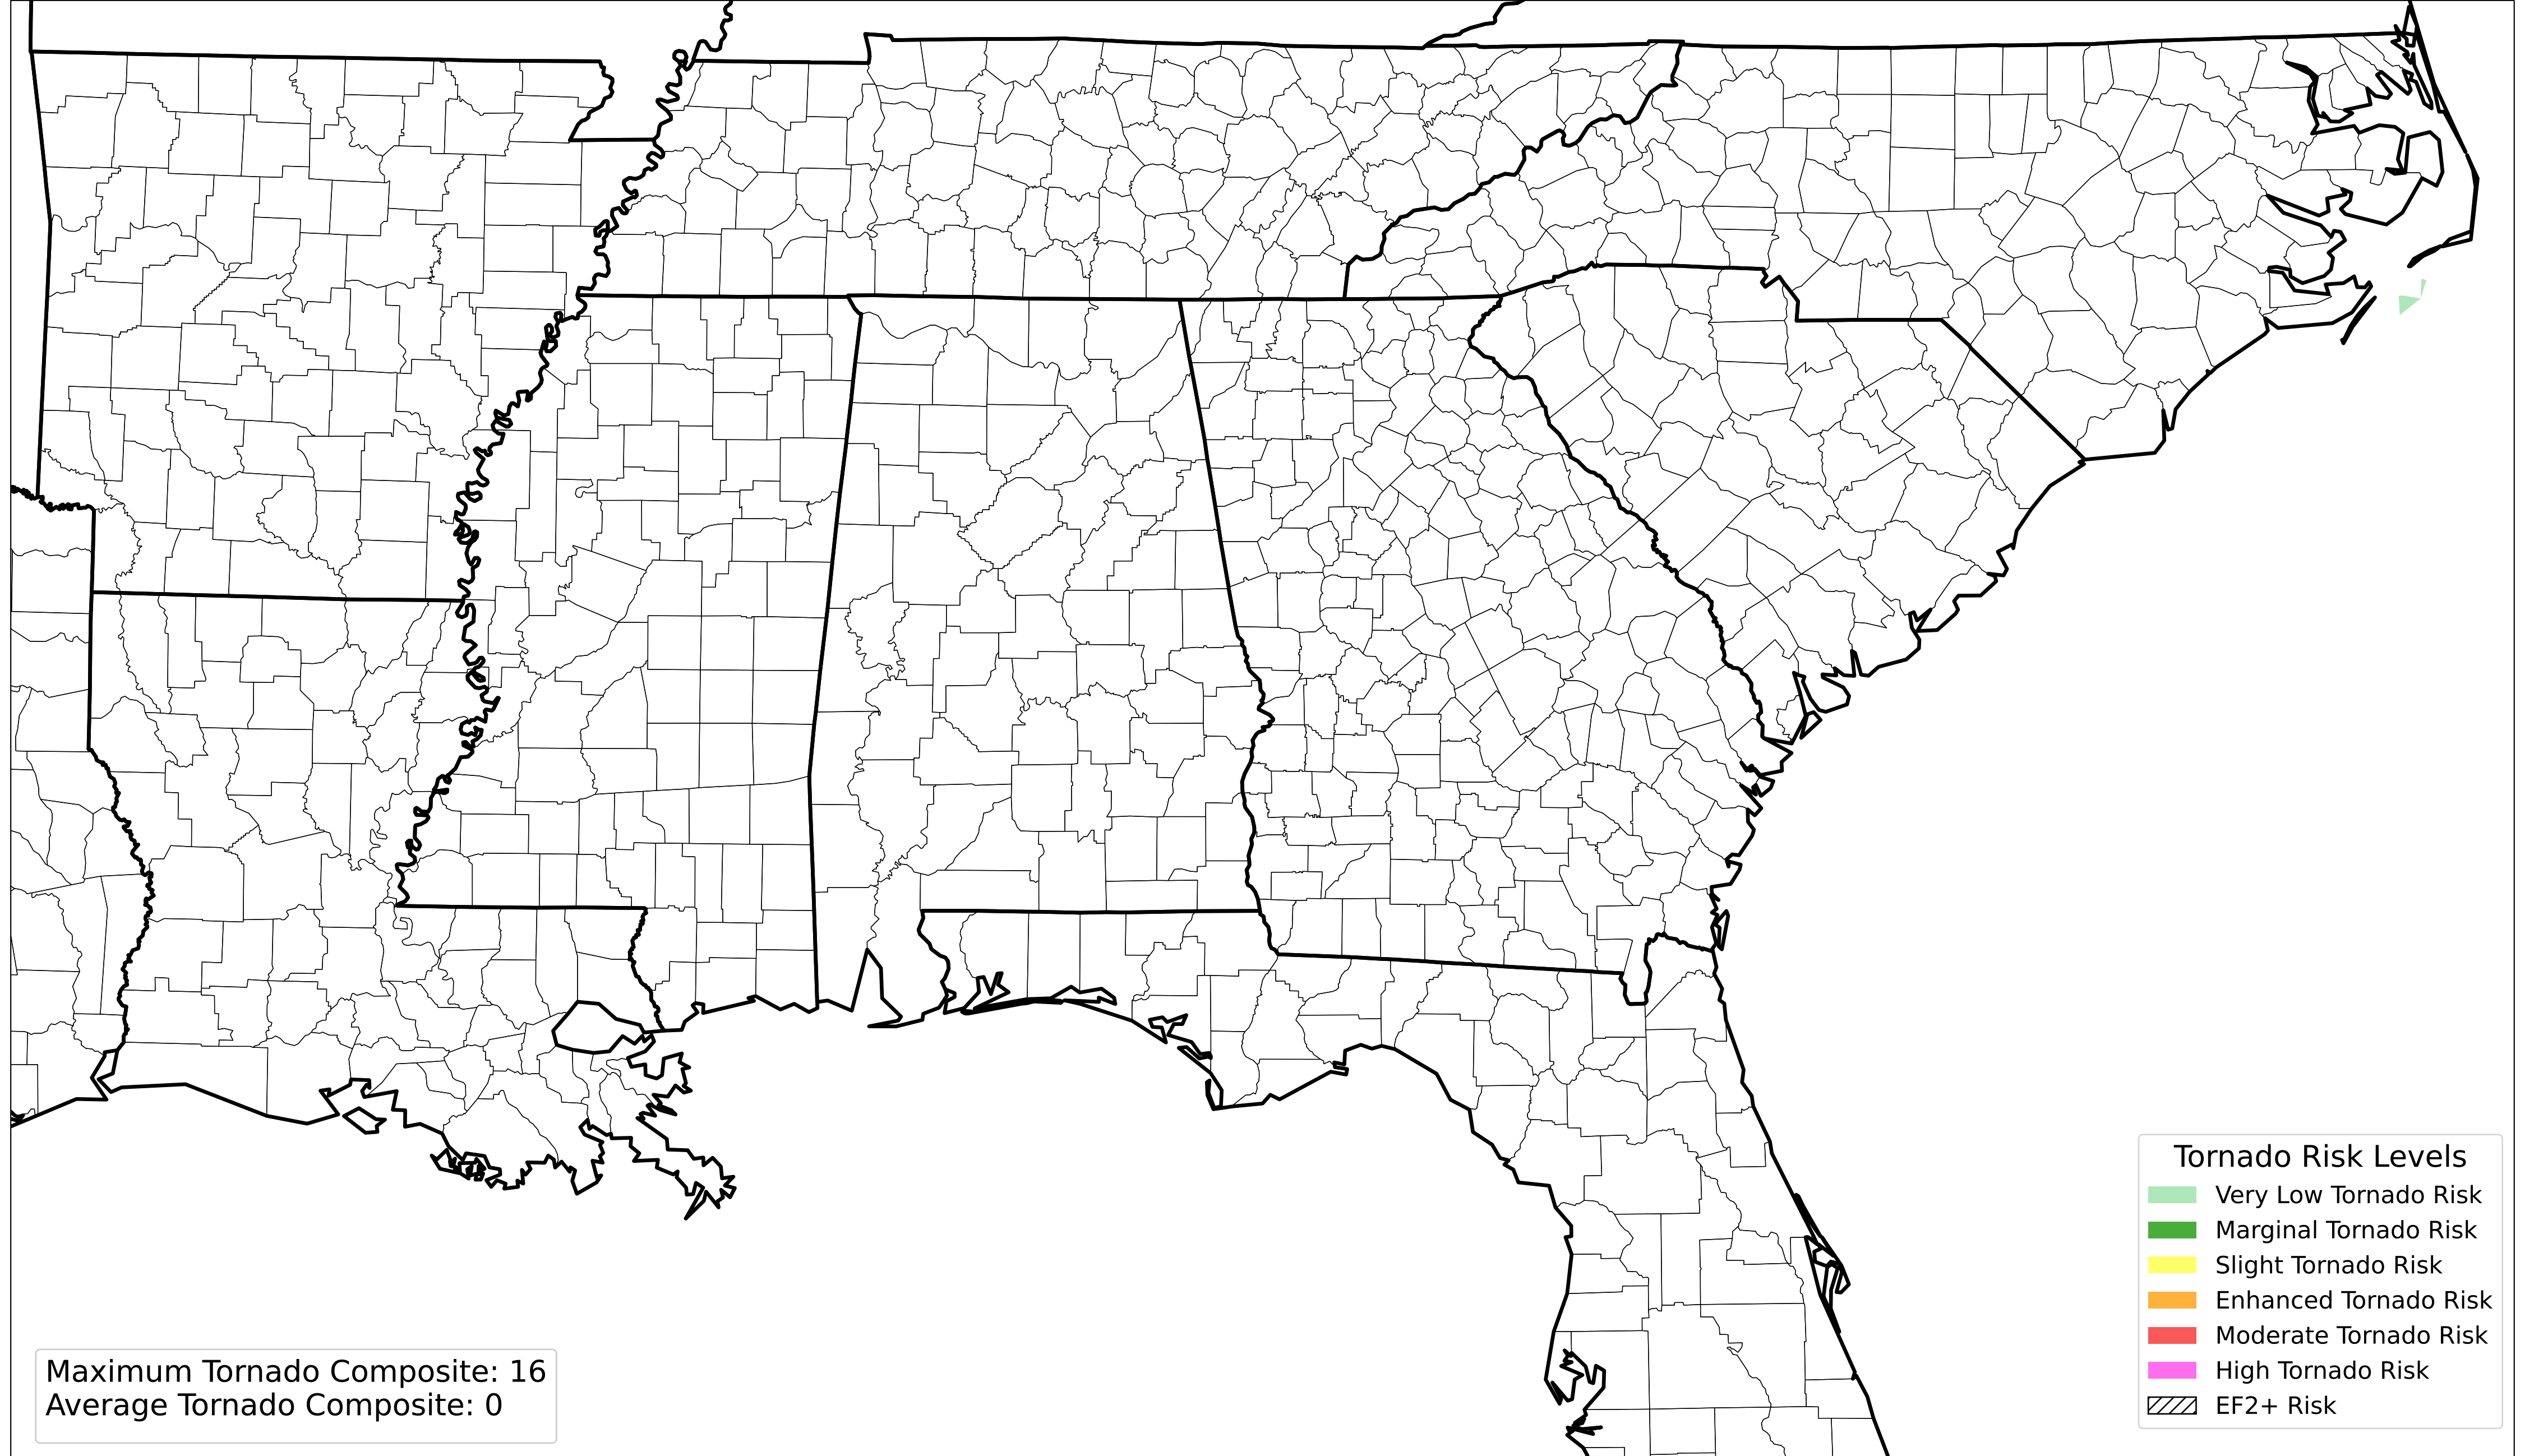 Tornado Risk Levels
Very Low Tornado Risk
Marginal Tornado Risk
Slight Tornado Risk
Enhanced Tornado Risk
Moderate Tornado Risk
High Tornado Risk
EF2+ Risk
Maximum Tornado Composite: 16
Average Tornado Composite: 0